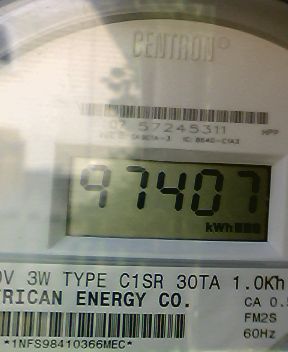 CENTRON®
57245311
97407
kWh
0V 3W TYPE C1SR 30TA 1.0Kh
RICAN ENERGY CO.
CA 0.5
FM2S
60Hz
*1NFS98410366MEC*